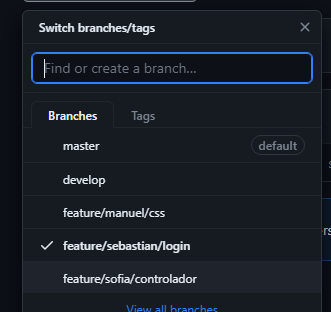 Switch branches/tags
Find or create a branch...
Branches
Tags
master
default
develop
feature/manuel/css
feature/sebastian/login
feature/sofia/controlador
View all branches